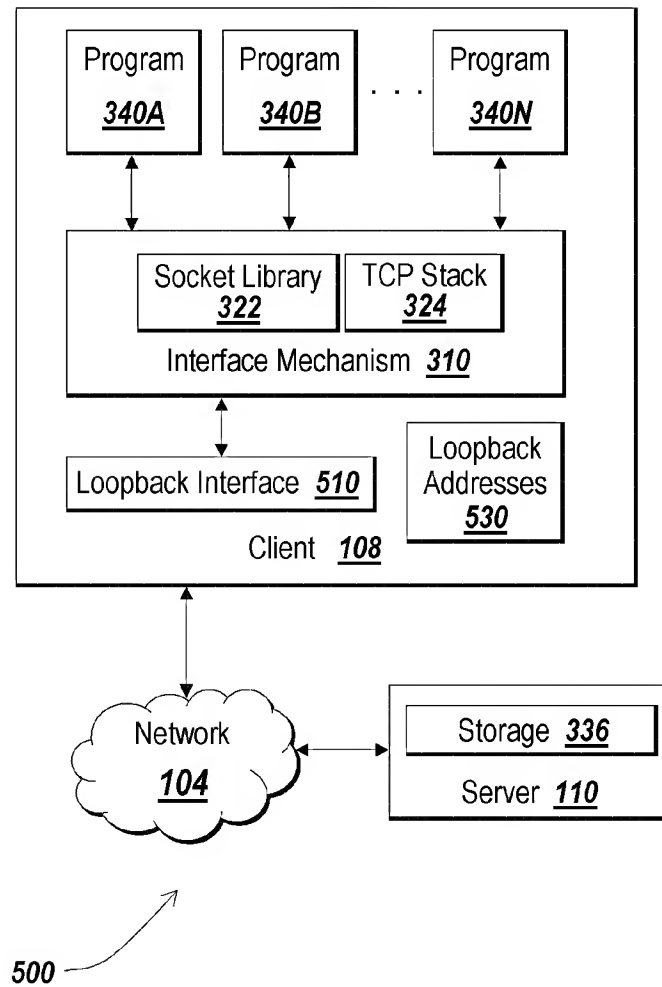 Program
340A
Program
340B
. . .
Program
340N
Socket Library
322
TCP Stack
324
Interface Mechanism 310
Loopback Interface 510
Loopback
Addresses
530
Client 108
Network
104
Storage 336
Server 110
500